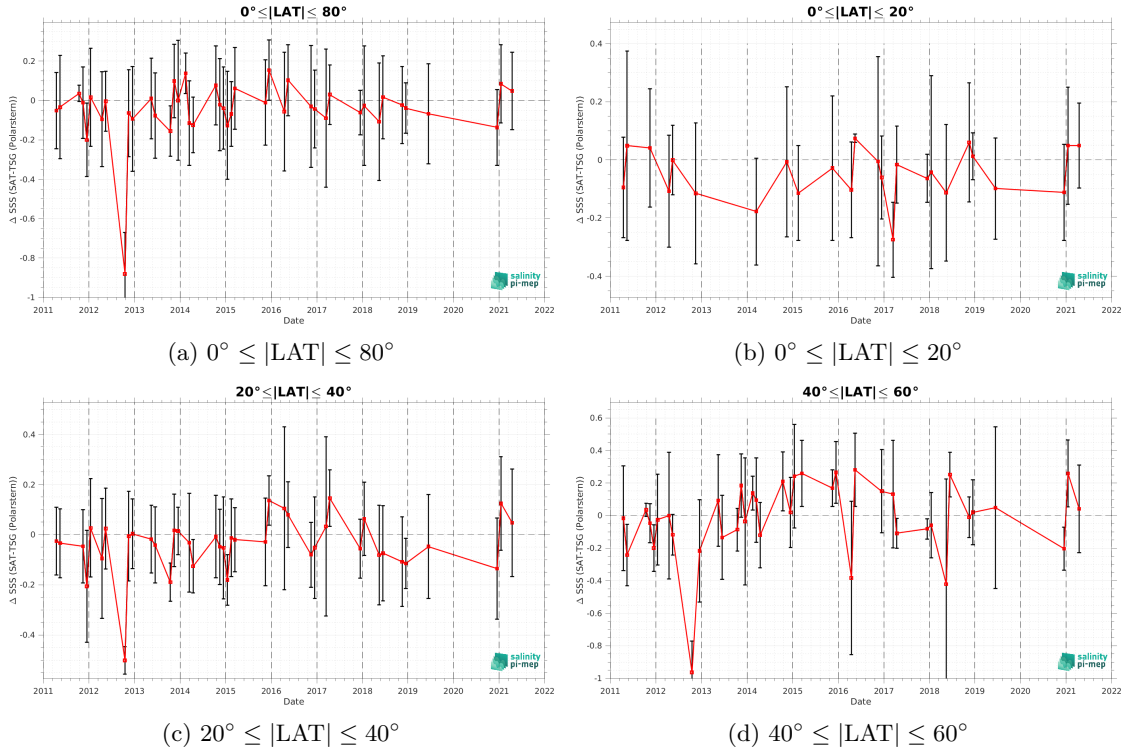 0°≤|LAT|≤ 80°
Δ SSS (SAT-TSG (Polarstern))
0.4
0.2
0
-0.2
-0.4
-0.6
-0.8
-1
2011 2012 2013 2014 2015 2016 2017 2018 2019 2020 2021 2022
Date
salinity
pi-mep
(a) 0° ≤ |LAT| ≤ 80°
0°≤|LAT|≤ 20°
Δ SSS (SAT-TSG (Polarstern))
0.4
0.2
0
-0.2
-0.4
2011 2012 2013 2014 2015 2016 2017 2018 2019 2020 2021 2022
Date
salinity
pi-mep
(b) 0° ≤ |LAT| ≤ 20°
20°≤|LAT|≤ 40°
Δ SSS (SAT-TSG (Polarstern))
0.4
0.2
0
-0.2
-0.4
2011 2012 2013 2014 2015 2016 2017 2018 2019 2020 2021 2022
Date
salinity
pi-mep
(c) 20° ≤ |LAT| ≤ 40°
40°≤|LAT|≤ 60°
Δ SSS (SAT-TSG (Polarstern))
0.6
0.4
0.2
0
-0.2
-0.4
-0.6
-0.8
-1
2011 2012 2013 2014 2015 2016 2017 2018 2019 2020 2021 2022
Date
salinity
pi-mep
(d) 40° ≤ |LAT| ≤ 60°